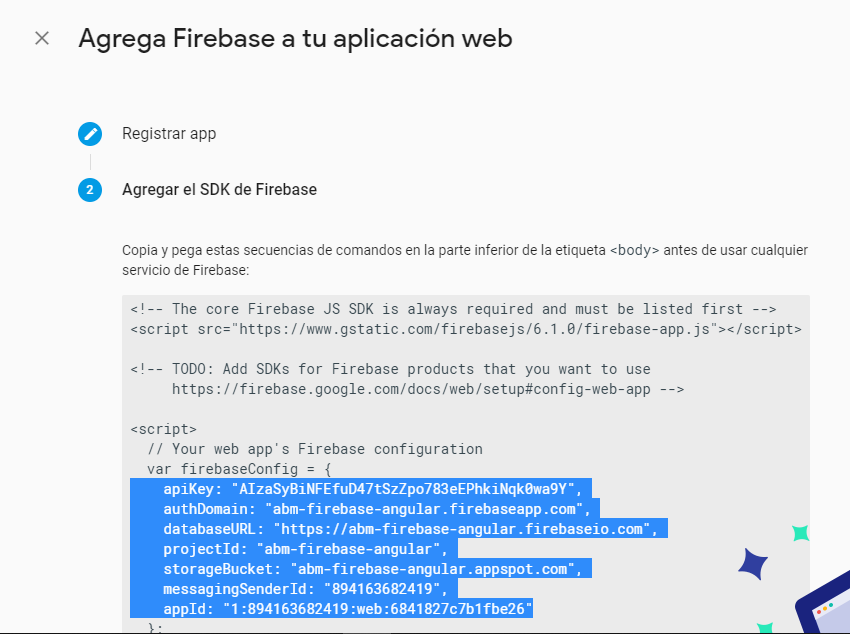 Agrega Firebase a tu aplicación web
Registrar app
2
Agregar el SDK de Firebase
Copia y pega estas secuencias de comandos en la parte inferior de la etiqueta <body> antes de usar cualquier
servicio de Firebase:
<!-- The core Firebase JS SDK is always required and must be listed first -->
<script src="https://www.gstatic.com/firebasejs/6.1.0/firebase-app.js"></script>
<!-- TODO: Add SDKs for Firebase products that you want to use
https://firebase.google.com/docs/web/setup#config-web-app -->
<script>
// Your web app's Firebase configuration
var firebaseConfig = {
apiKey: "AIzaSyBiNFEfuD47tSzZpo783eEPhkiNqk0wa9Y",
authDomain: "abm-firebase-angular.firebaseapp.com",
databaseURL: "https://abm-firebase-angular.firebaseio.com",
projectId: "abm-firebase-angular",
storageBucket: "abm-firebase-angular.appspot.com",
messagingSenderId: "894163682419",
appId: "1:894163682419:web:6841827c7b1fbe26"
};